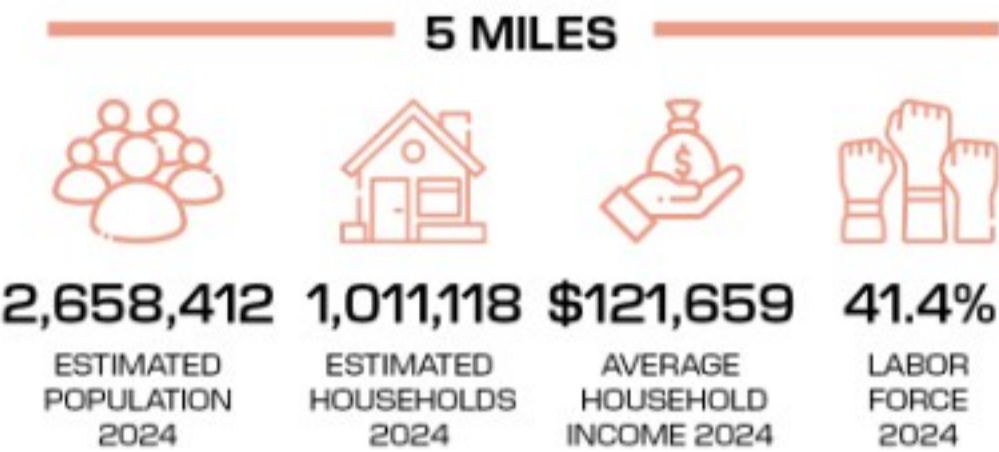 5 MILES
$
2,658,412 1,011,118 $121,659 41.4%
ESTIMATED ESTIMATED AVERAGE LABOR
POPULATION HOUSEHOLDS HOUSEHOLD FORCE
2024 2024 INCOME 2024 2024